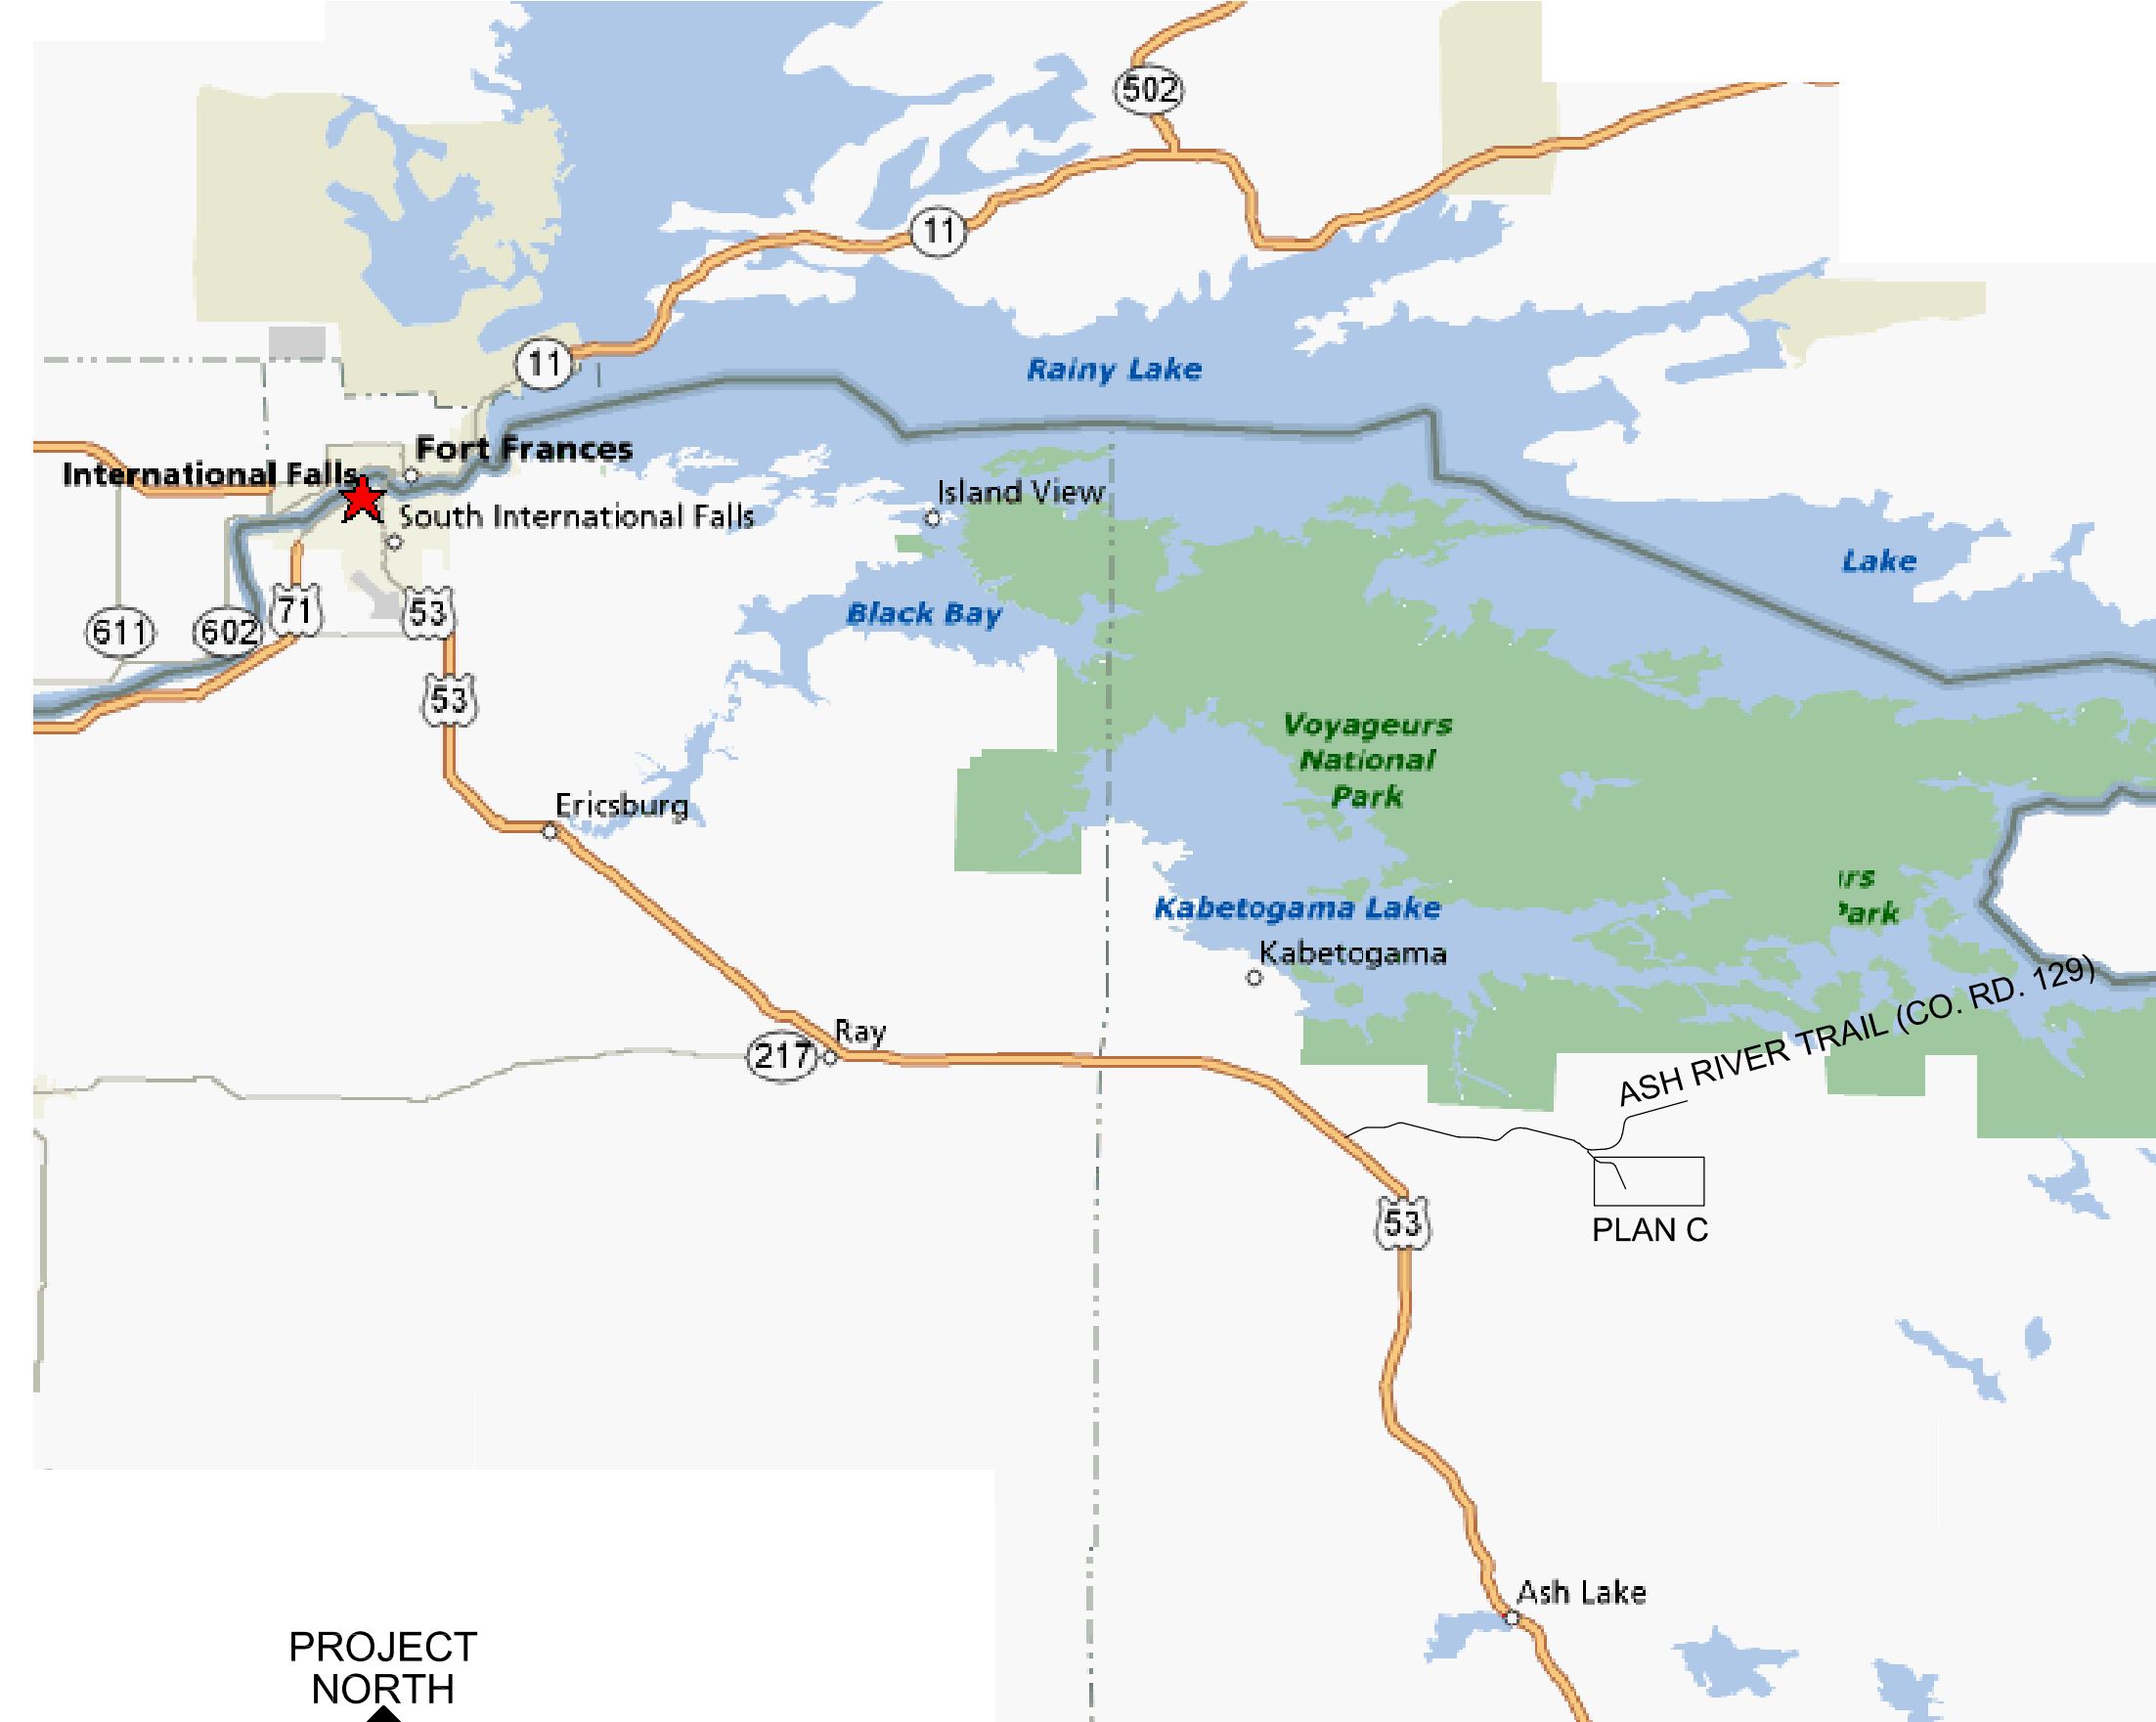 502
11
11
Rainy Lake
Fort Frances
International Falls
Island View
South International Falls
Lake
71
53
Black Bay
611
602
53
Voyageurs
National
Park
Ericsburg
Kabetogama Lake
Kabetogama
ASH RIVER TRAIL (CO. RD. 129)
Ray
217
53
PLAN C
Ash Lake
PROJECT
NORTH